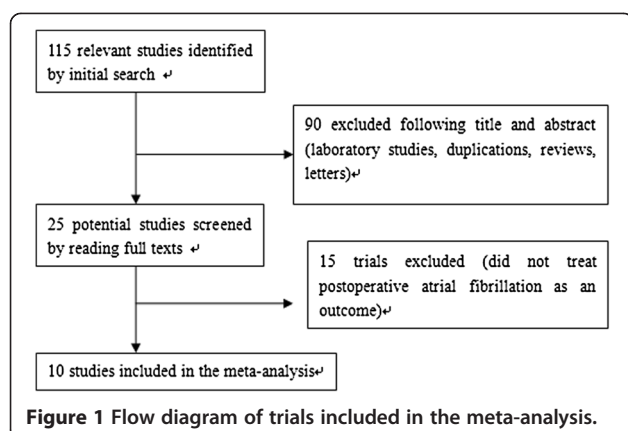 115 relevant studies identified
by initial search ↵
90 excluded following title and abstract
(laboratory studies, duplications, reviews,
letters)↵
25 potential studies screened
by reading full texts ↵
15 trials excluded (did not treat
postoperative atrial fibrillation as an
outcome)↵
10 studies included in the meta-analysis↵
Figure 1 Flow diagram of trials included in the meta-analysis.